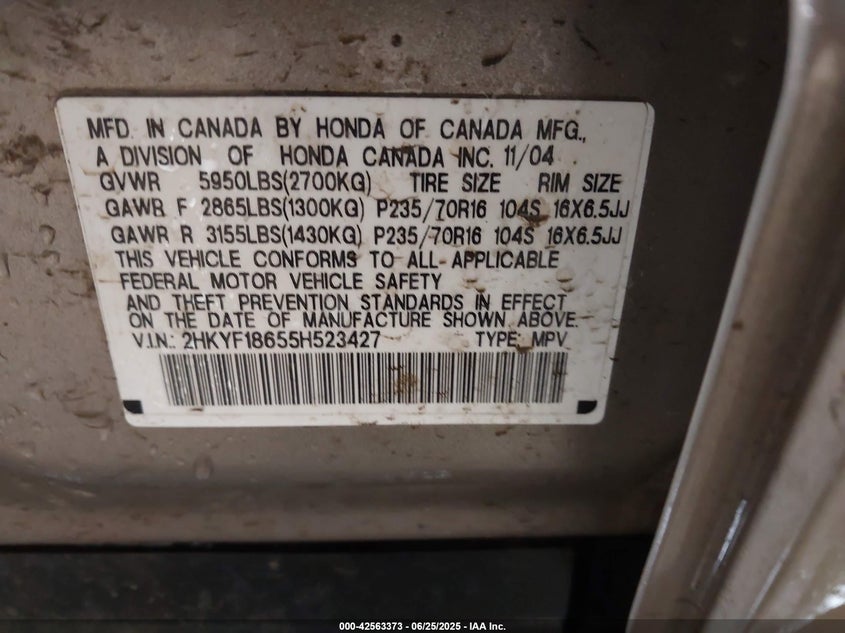 MFD. IN CANADA BY HONDA OF CANADA MFG.,
A DIVISION OF HONDA CANADA INC. 11/04
GVWR 5950LBS(2700KG) TIRE SIZE RIM SIZE
GAWR F 2865LBS(1300KG) P235/70R16 104S 16X6.5JJ
GAWR R 3155LBS(1430KG) P235/70R16 104S 16X6.5JJ
THIS VEHICLE CONFORMS TO ALL APPLICABLE
FEDERAL MOTOR VEHICLE SAFETY
AND THEFT PREVENTION STANDARDS IN EFFECT
ON THE DATE OF MANUFACTURE SHOWN ABOVE.
V.I.N.: 2HKYF18655H523427 TYPE: MPV
000-42563373 - 06/25/2025 - IAA Inc.